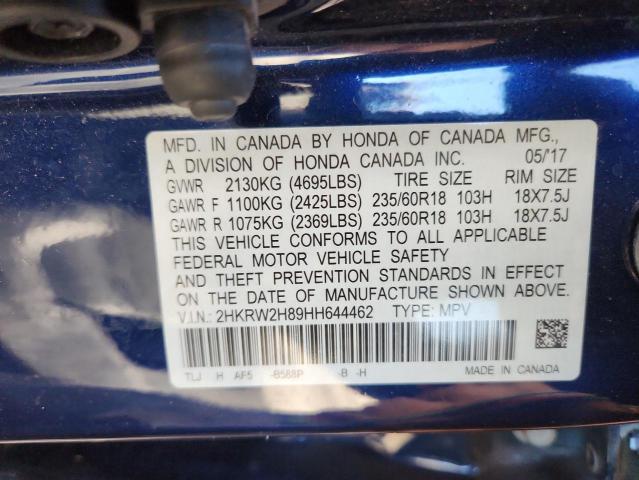 MFD. IN CANADA BY HONDA OF CANADA MFG.,
A DIVISION OF HONDA CANADA INC. 05/'17
GVWR 2130KG (4695LBS) TIRE SIZE RIM SIZE
GAWR F 1100KG (2425LBS) 235/60R18 103H 18X7.5J
GAWR R 1075KG (2369LBS) 235/60R18 103H 18X7.5J
THIS VEHICLE CONFORMS TO ALL APPLICABLE
FEDERAL MOTOR VEHICLE SAFETY
AND THEFT PREVENTION STANDARDS IN EFFECT
ON THE DATE OF MANUFACTURE SHOWN ABOVE.
V.I.N.: 2HKRW2H89HH644462 TYPE: MPV
TLJ H AF5 -B588P -B -H MADE IN CANADA